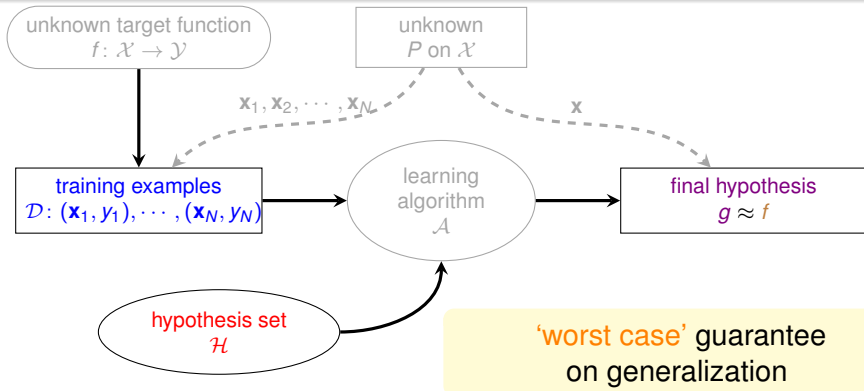 unknown target function
f: 𝒳 → 𝒴
unknown
P on 𝒳
x₁, x₂, ⋯ , x_N
x
training examples
𝒟: (x₁, y₁), ⋯ , (x_N, y_N)
learning
algorithm
𝒜
final hypothesis
g ≈ f
hypothesis set
ℋ
‘worst case’ guarantee
on generalization